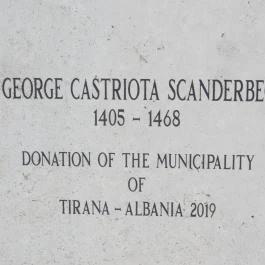 GEORGE CASTRIOTA SCANDERBE
1405 - 1468
DONATION OF THE MUNICIPALITY
OF
TIRANA - ALBANIA 2019